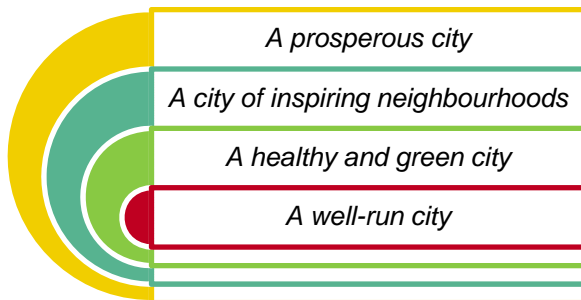 A prosperous city
A city of inspiring neighbourhoods
A healthy and green city
A well-run city